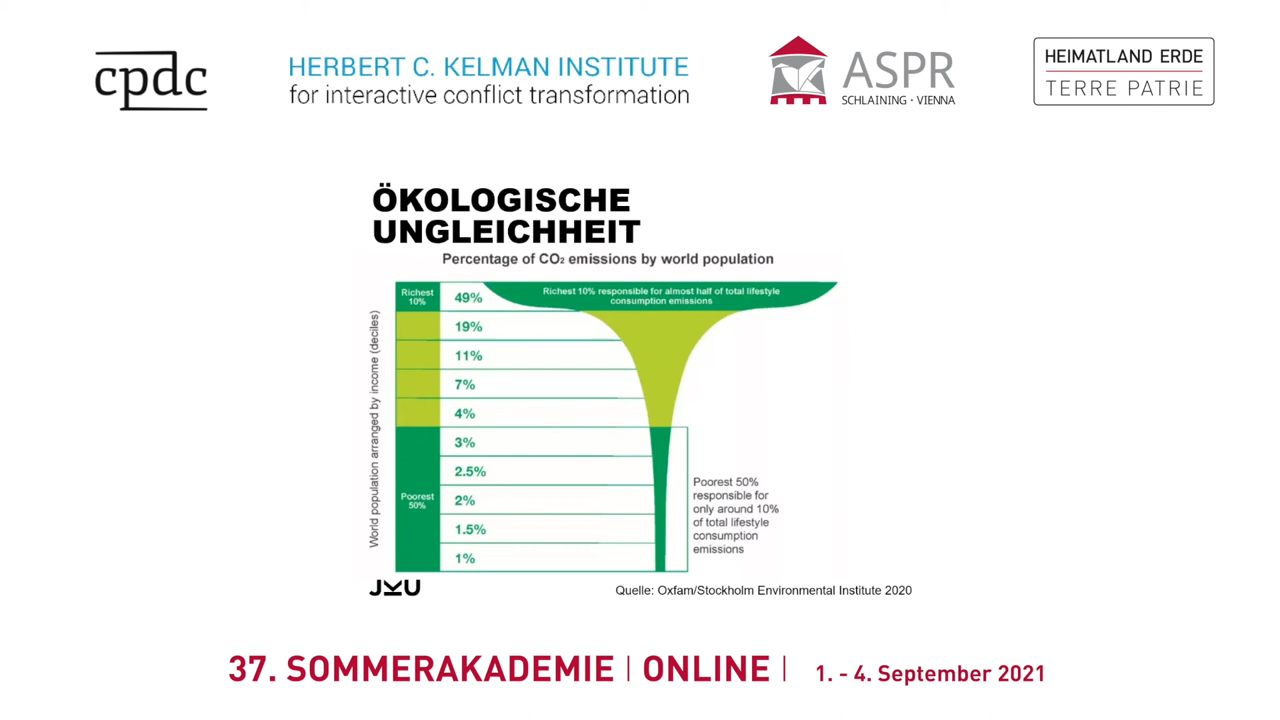 cpdc
HERBERT C. KELMAN INSTITUTE
for interactive conflict transformation
ASPR
SCHLAINING · VIENNA
HEIMATLAND ERDE
TERRE PATRIE
ÖKOLOGISCHE
UNGLEICHHEIT
Percentage of CO₂ emissions by world population
World population arranged by income (deciles)
Richest
10%
49%
Richest 10% responsible for almost half of total lifestyle
consumption emissions
19%
11%
7%
4%
3%
2.5%
Poorest
50%
2%
1.5%
1%
Poorest 50%
responsible for
only around 10%
of total lifestyle
consumption
emissions
JKU
Quelle: Oxfam/Stockholm Environmental Institute 2020
37. SOMMERAKADEMIE | ONLINE | 1. - 4. September 2021